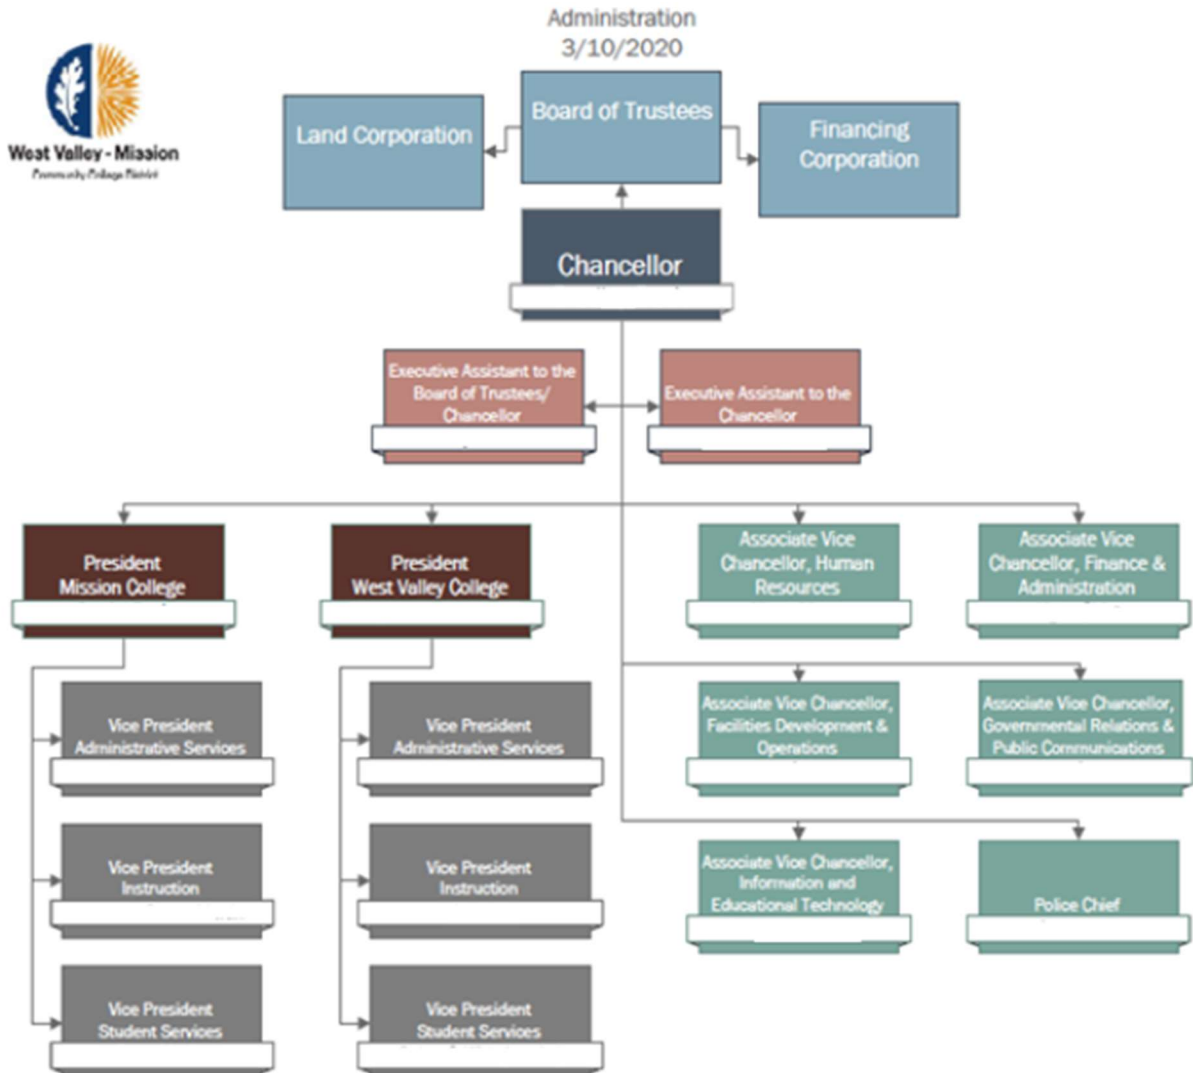 Administration
3/10/2020
West Valley - Mission
Community College District
Land Corporation
Board of Trustees
Financing
Corporation
Chancellor
Executive Assistant to the
Board of Trustees/
Chancellor
Executive Assistant to the
Chancellor
President
Mission College
President
West Valley College
Associate Vice
Chancellor, Human
Resources
Associate Vice
Chancellor, Finance &
Administration
Vice President
Administrative Services
Vice President
Administrative Services
Associate Vice Chancellor,
Facilities Development &
Operations
Associate Vice Chancellor,
Governmental Relations &
Public Communications
Vice President
Instruction
Vice President
Instruction
Associate Vice Chancellor,
Information and
Educational Technology
Police Chief
Vice President
Student Services
Vice President
Student Services